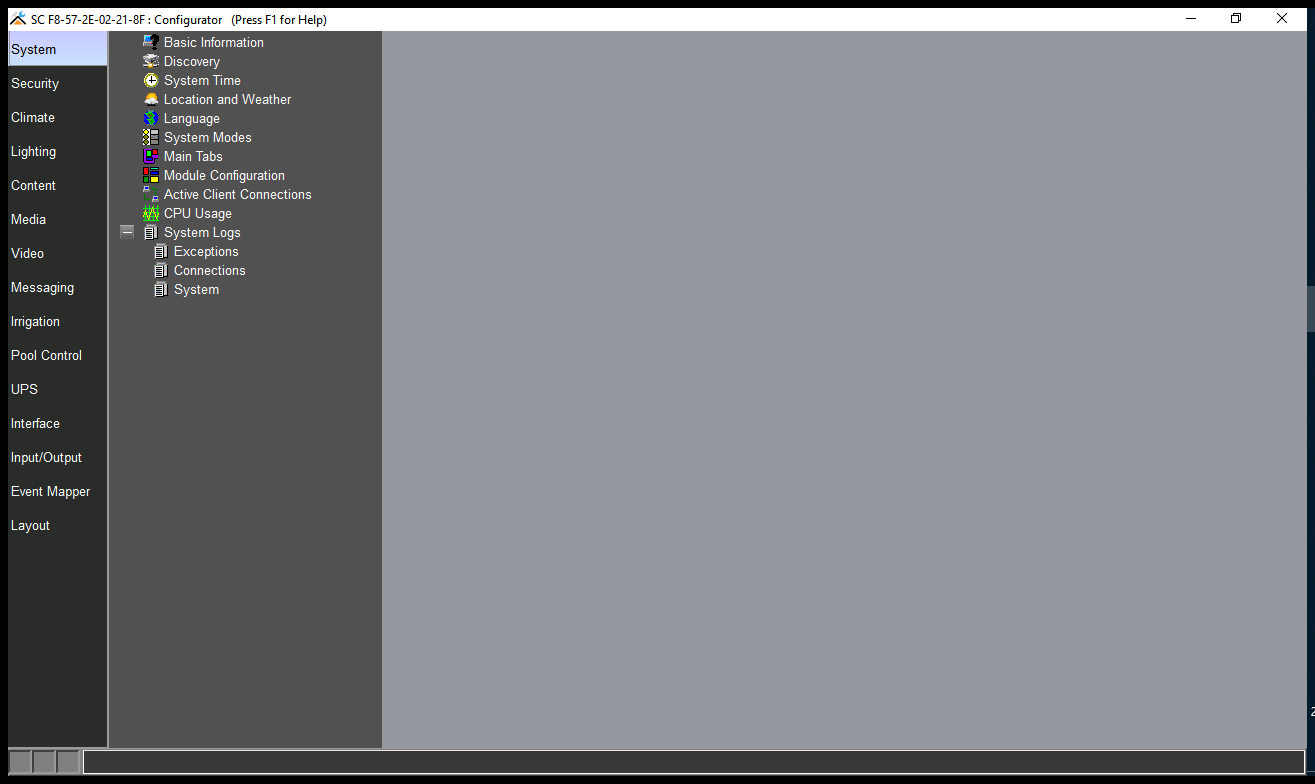 SC F8-57-2E-02-21-8F : Configurator (Press F1 for Help)
System
Security
Climate
Lighting
Content
Media
Video
Messaging
Irrigation
Pool Control
UPS
Interface
Input/Output
Event Mapper
Layout
Basic Information
Discovery
System Time
Location and Weather
Language
System Modes
Main Tabs
Module Configuration
Active Client Connections
CPU Usage
System Logs
Exceptions
Connections
System